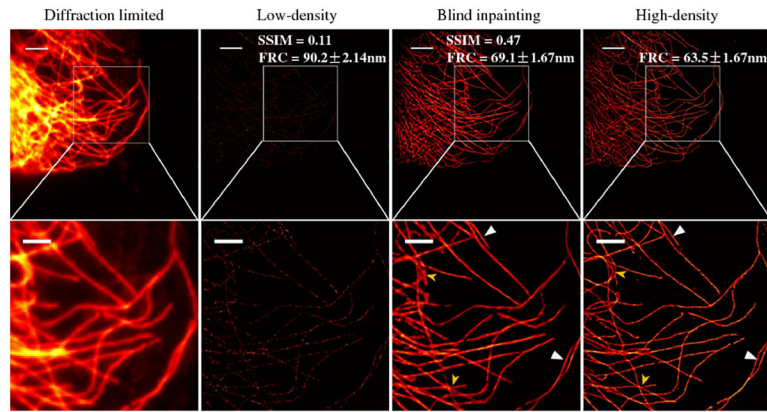 Diffraction limited
Low-density
Blind inpainting
High-density
SSIM = 0.11
FRC = 90.2±2.14nm
SSIM = 0.47
FRC = 69.1±1.67nm
FRC = 63.5±1.67nm